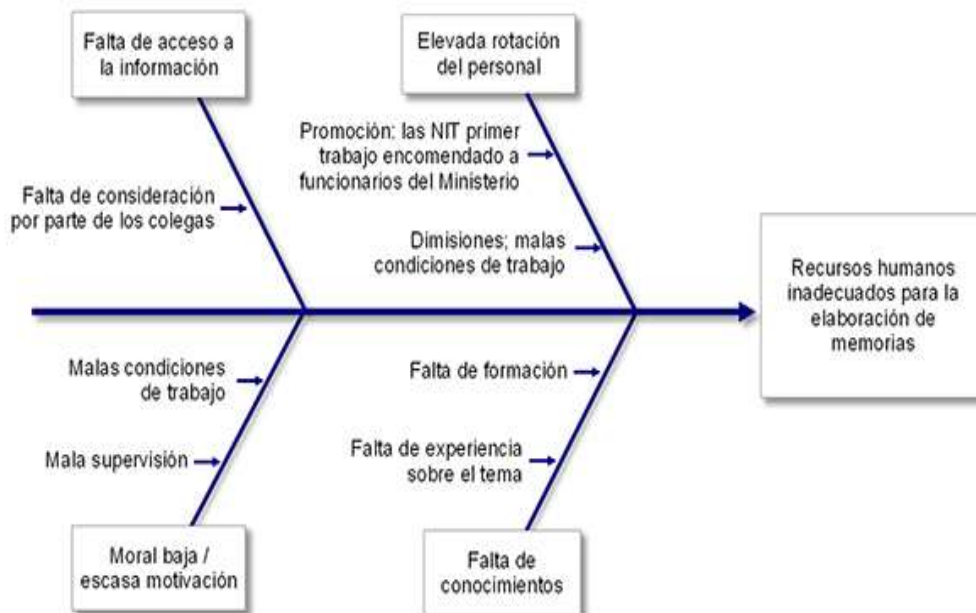 Falta de acceso a
la información
Elevada rotación
del personal
Promoción: las NIT primer
trabajo encomendado a
funcionarios del Ministerio
Falta de consideración
por parte de los colegas
Dimisiones; malas
condiciones de trabajo
Recursos humanos
inadecuados para la
elaboración de
memorias
Malas condiciones
de trabajo
Falta de formación
Mala supervisión
Falta de experiencia
sobre el tema
Moral baja /
escasa motivación
Falta de
conocimientos